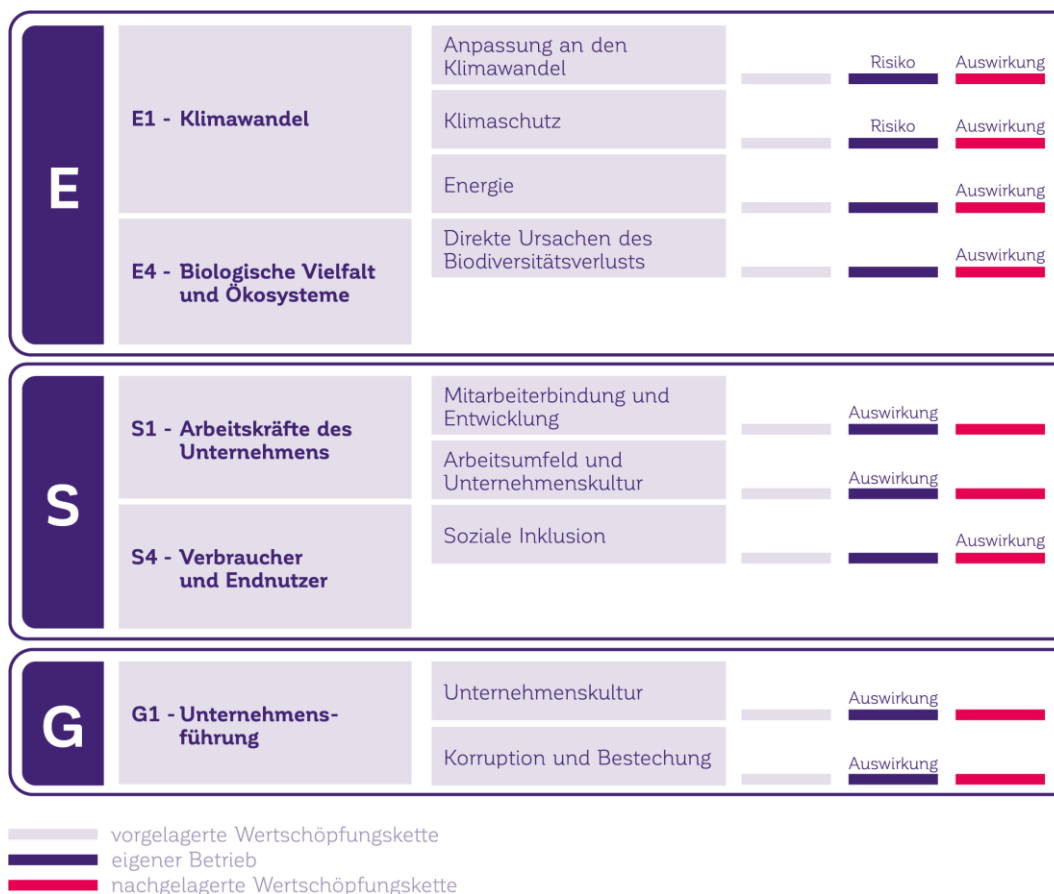 E
E1 - Klimawandel
Anpassung an den
Klimawandel
Risiko
Auswirkung
Klimaschutz
Risiko
Auswirkung
Energie
Auswirkung
E4 - Biologische Vielfalt
und Ökosysteme
Direkte Ursachen des
Biodiversitätsverlusts
Auswirkung
S
S1 - Arbeitskräfte des
Unternehmens
Mitarbeiterbindung und
Entwicklung
Auswirkung
Arbeitsumfeld und
Unternehmenskultur
Auswirkung
S4 - Verbraucher
und Endnutzer
Soziale Inklusion
Auswirkung
G
G1 - Unternehmens-
führung
Unternehmenskultur
Auswirkung
Korruption und Bestechung
Auswirkung
vorgelagerte Wertschöpfungskette
eigener Betrieb
nachgelagerte Wertschöpfungskette